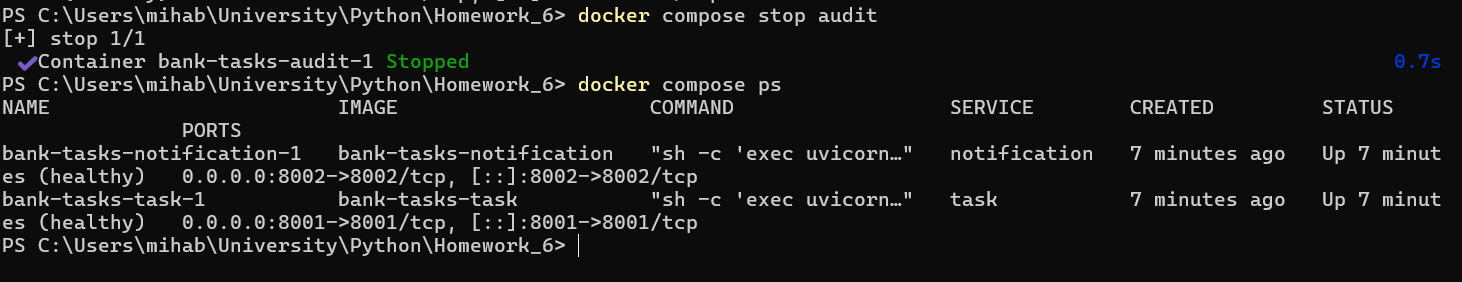 PS C:\Users\mihab\University\Python\Homework_6> docker compose stop audit
[+] stop 1/1
✔Container bank-tasks-audit-1 Stopped 0.7s
PS C:\Users\mihab\University\Python\Homework_6> docker compose ps
NAME IMAGE COMMAND SERVICE CREATED STATUS
PORTS
bank-tasks-notification-1 bank-tasks-notification "sh -c 'exec uvicorn…" notification 7 minutes ago Up 7 minut
es (healthy) 0.0.0.0:8002->8002/tcp, [::]:8002->8002/tcp
bank-tasks-task-1 bank-tasks-task "sh -c 'exec uvicorn…" task 7 minutes ago Up 7 minut
es (healthy) 0.0.0.0:8001->8001/tcp, [::]:8001->8001/tcp
PS C:\Users\mihab\University\Python\Homework_6>